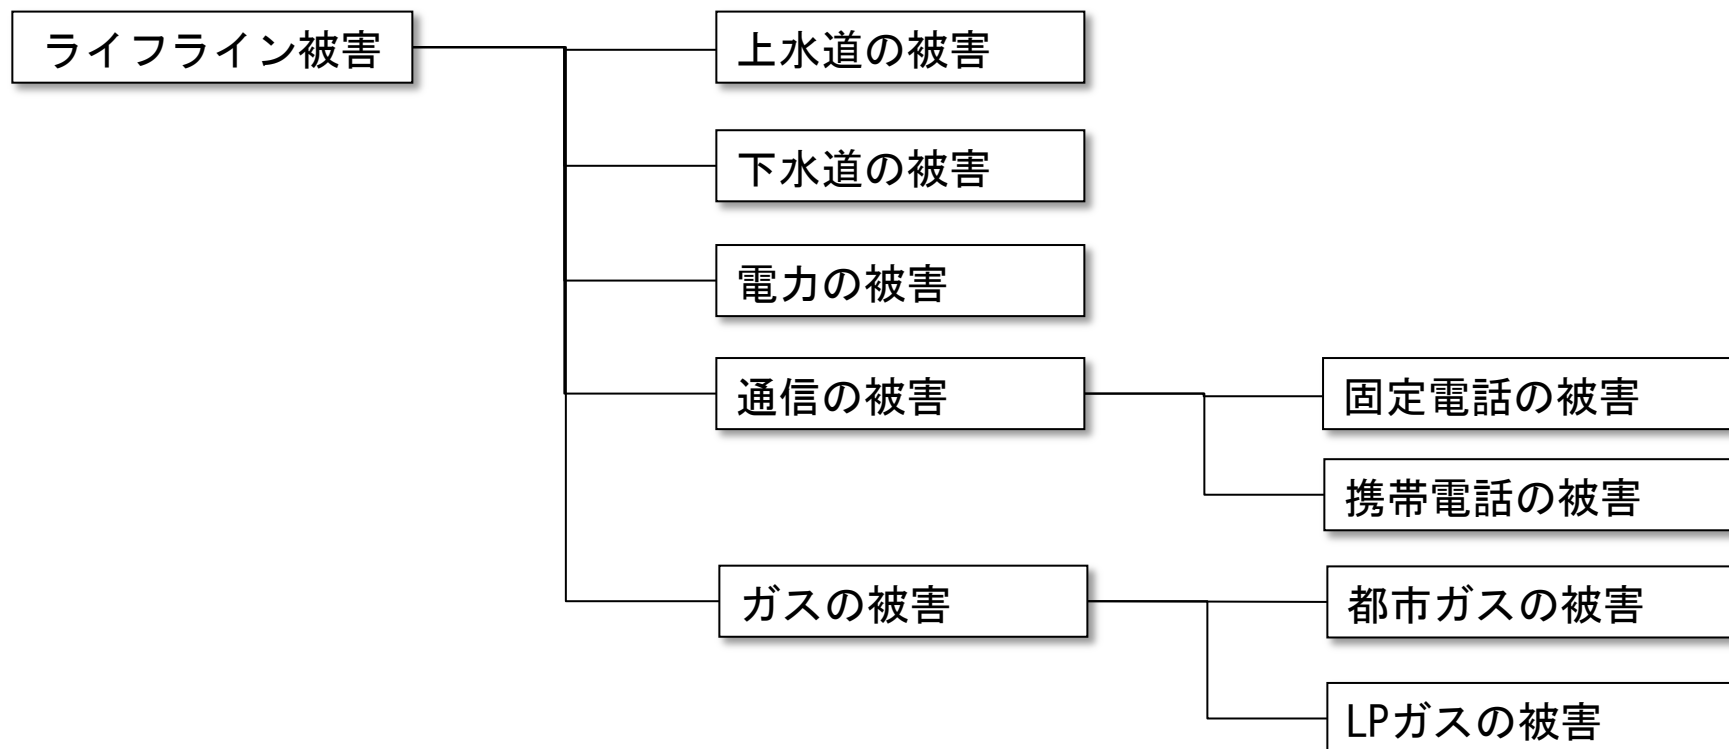 ライフライン被害
上水道の被害
下水道の被害
電力の被害
通信の被害
固定電話の被害
携帯電話の被害
ガスの被害
都市ガスの被害
LPガスの被害